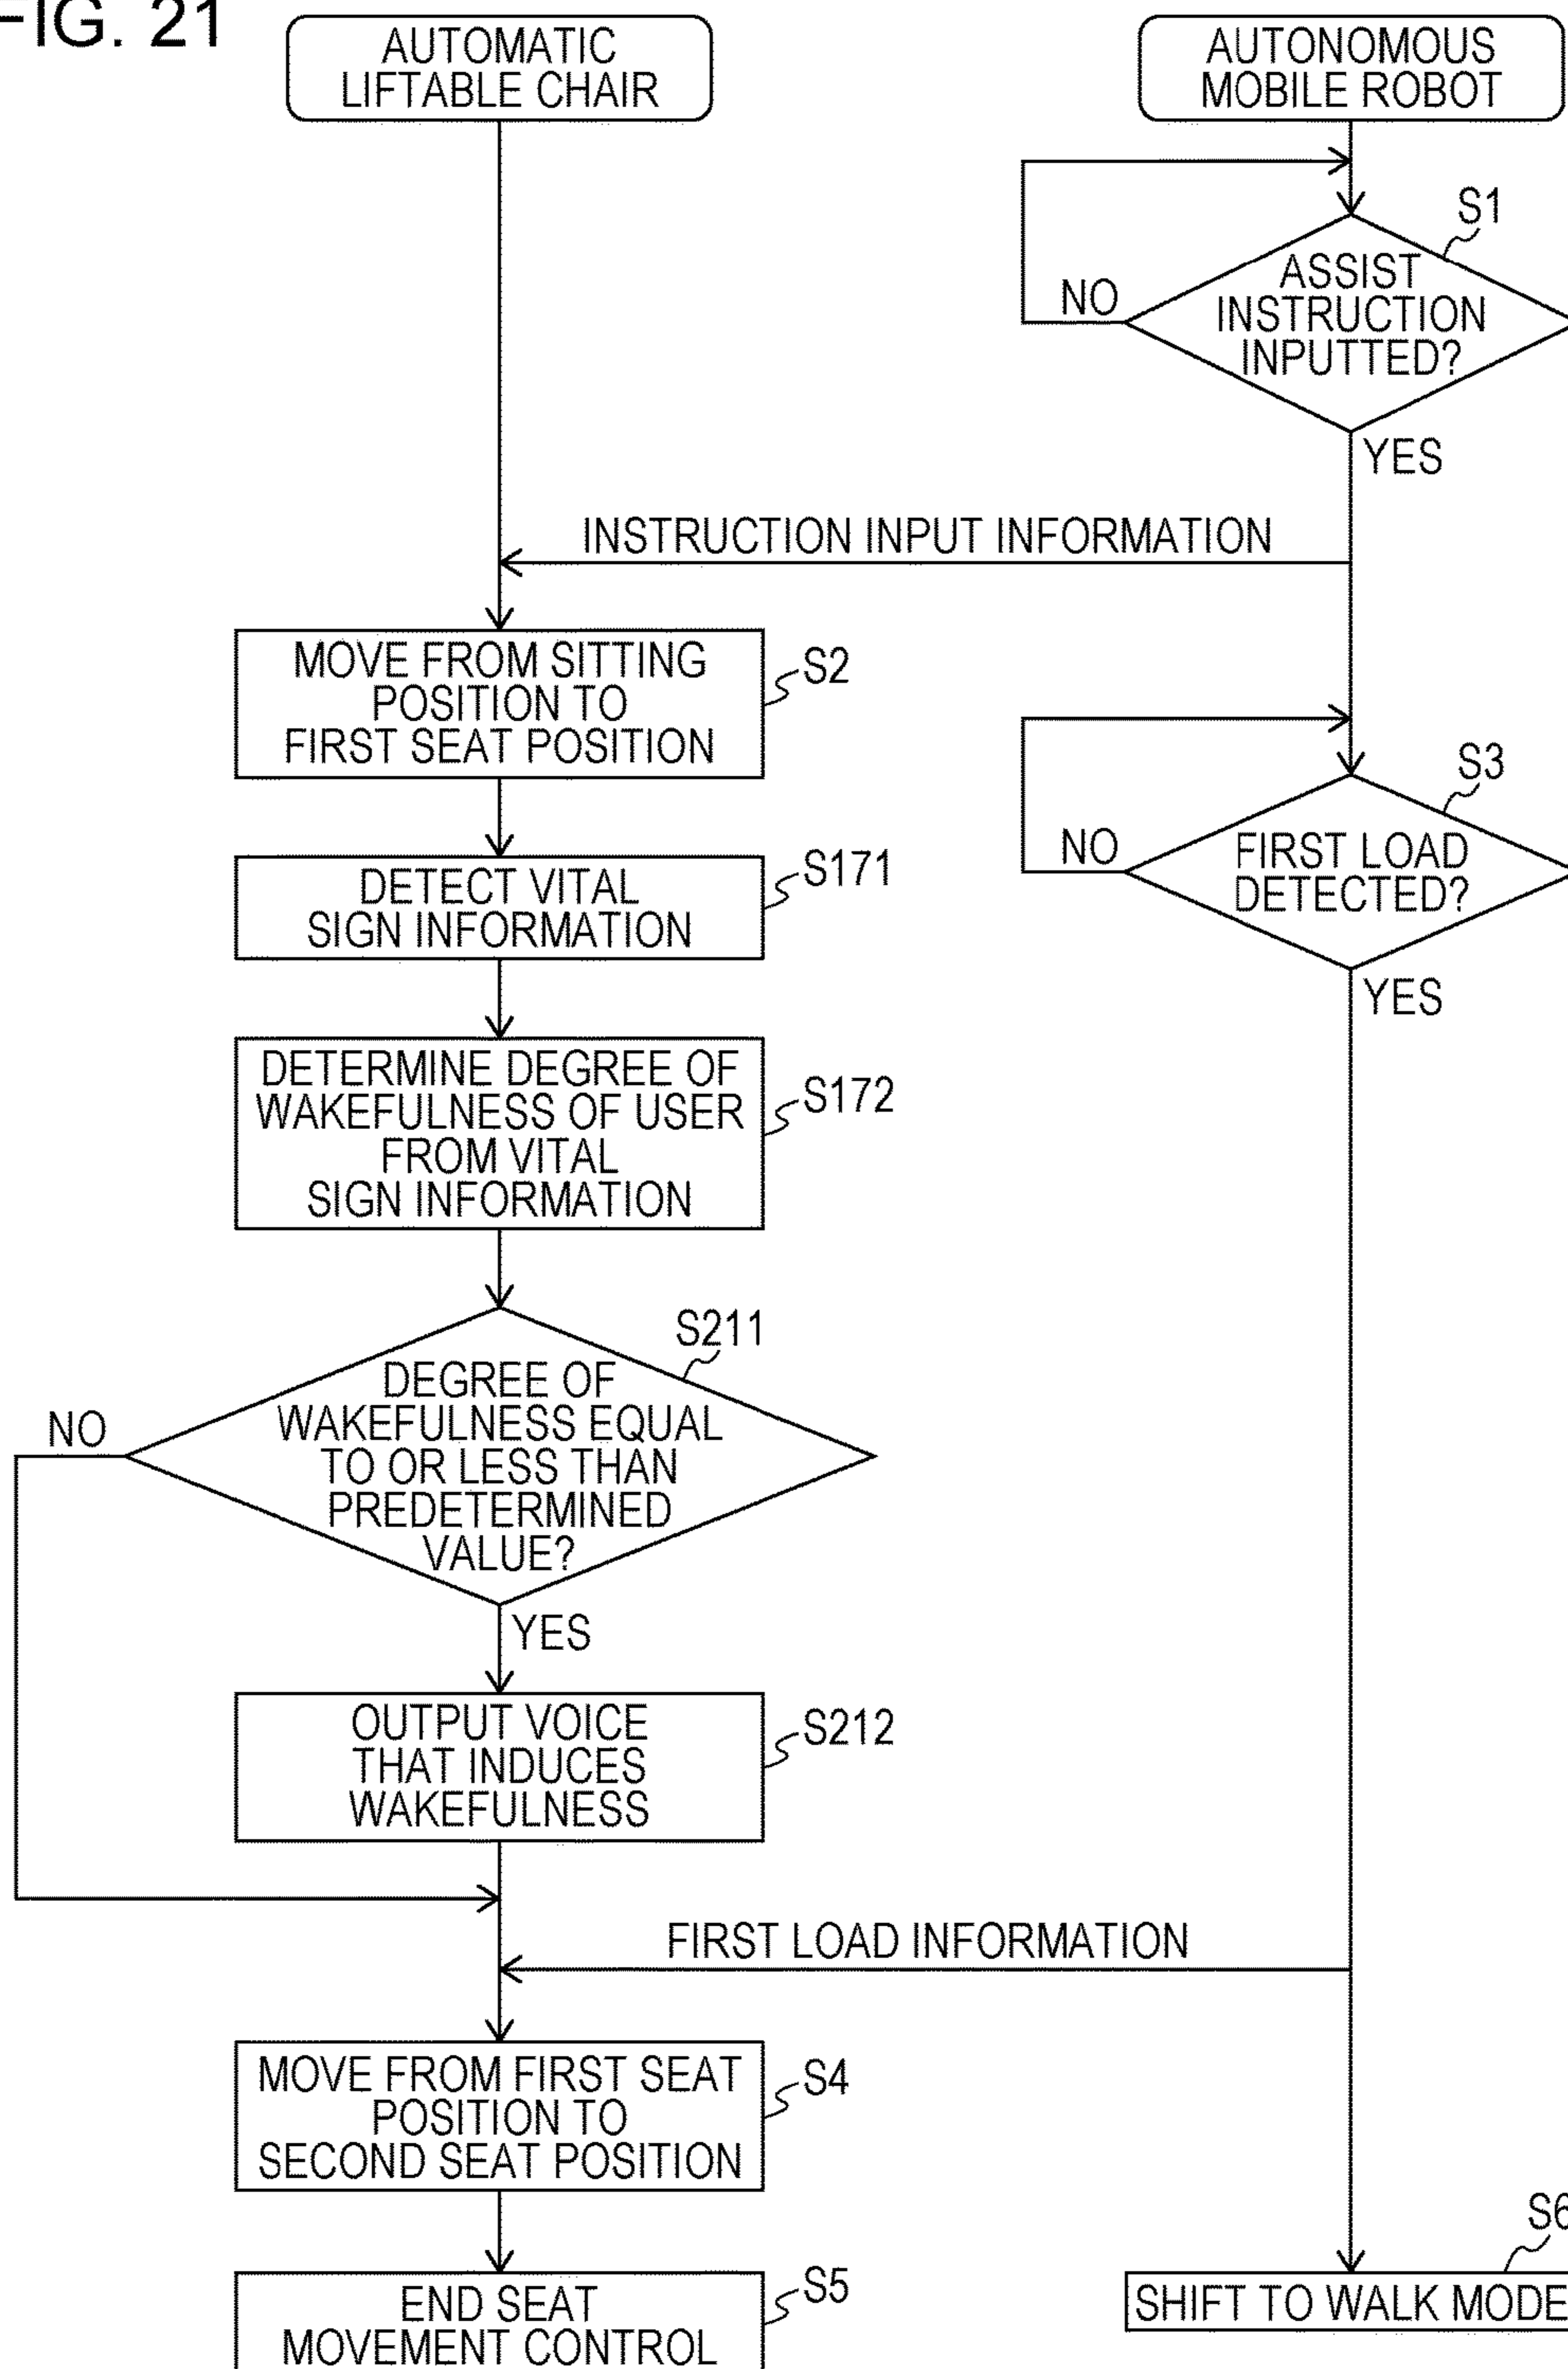 FIG. 21
AUTOMATIC
LIFTABLE CHAIR
AUTONOMOUS
MOBILE ROBOT
S1
ASSIST
INSTRUCTION
INPUTTED?
NO
YES
INSTRUCTION INPUT INFORMATION
MOVE FROM SITTING
POSITION TO
FIRST SEAT POSITION
S2
S3
FIRST LOAD
DETECTED?
NO
YES
DETECT VITAL
SIGN INFORMATION
S171
DETERMINE DEGREE OF
WAKEFULNESS OF USER
FROM VITAL
SIGN INFORMATION
S172
S211
DEGREE OF
WAKEFULNESS EQUAL
TO OR LESS THAN
PREDETERMINED
VALUE?
NO
YES
OUTPUT VOICE
THAT INDUCES
WAKEFULNESS
S212
FIRST LOAD INFORMATION
MOVE FROM FIRST SEAT
POSITION TO
SECOND SEAT POSITION
S4
END SEAT
MOVEMENT CONTROL
S5
S6
SHIFT TO WALK MODE